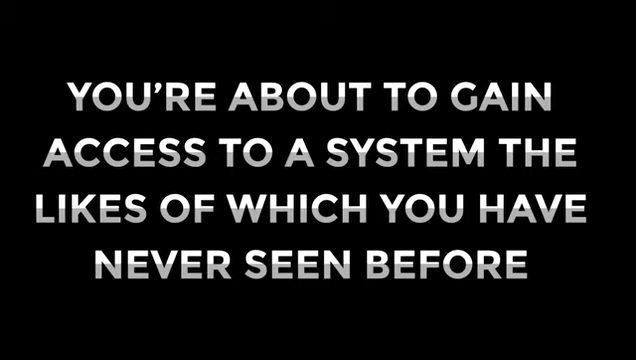 YOU’RE ABOUT TO GAIN
ACCESS TO A SYSTEM THE
LIKES OF WHICH YOU HAVE
NEVER SEEN BEFORE